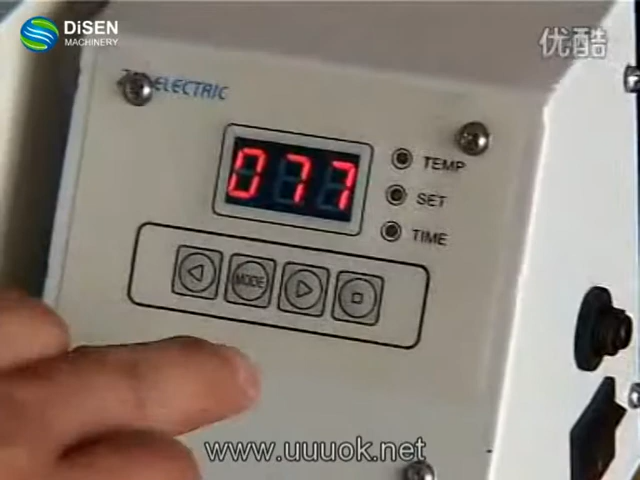 DiSEN
MACHINERY
优酷
ELECTRIC
077
TEMP
SET
TIME
MODE
www.uuuok.net